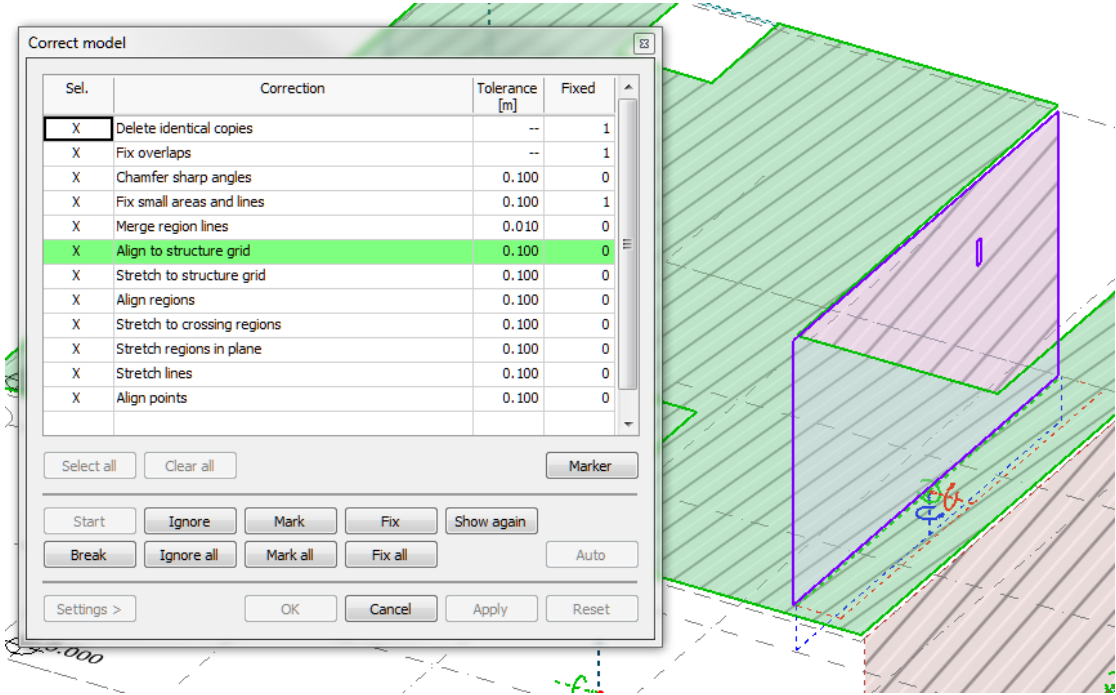 Correct model
Sel. Correction Tolerance [m] Fixed
X Delete identical copies -- 1
X Fix overlaps -- 1
X Chamfer sharp angles 0.100 0
X Fix small areas and lines 0.100 1
X Merge region lines 0.010 0
X Align to structure grid 0.100 0
X Stretch to structure grid 0.100 0
X Align regions 0.100 0
X Stretch to crossing regions 0.100 0
X Stretch regions in plane 0.100 0
X Stretch lines 0.100 0
X Align points 0.100 0
Select all Clear all Marker
Start Ignore Mark Fix Show again
Break Ignore all Mark all Fix all Auto
Settings > OK Cancel Apply Reset